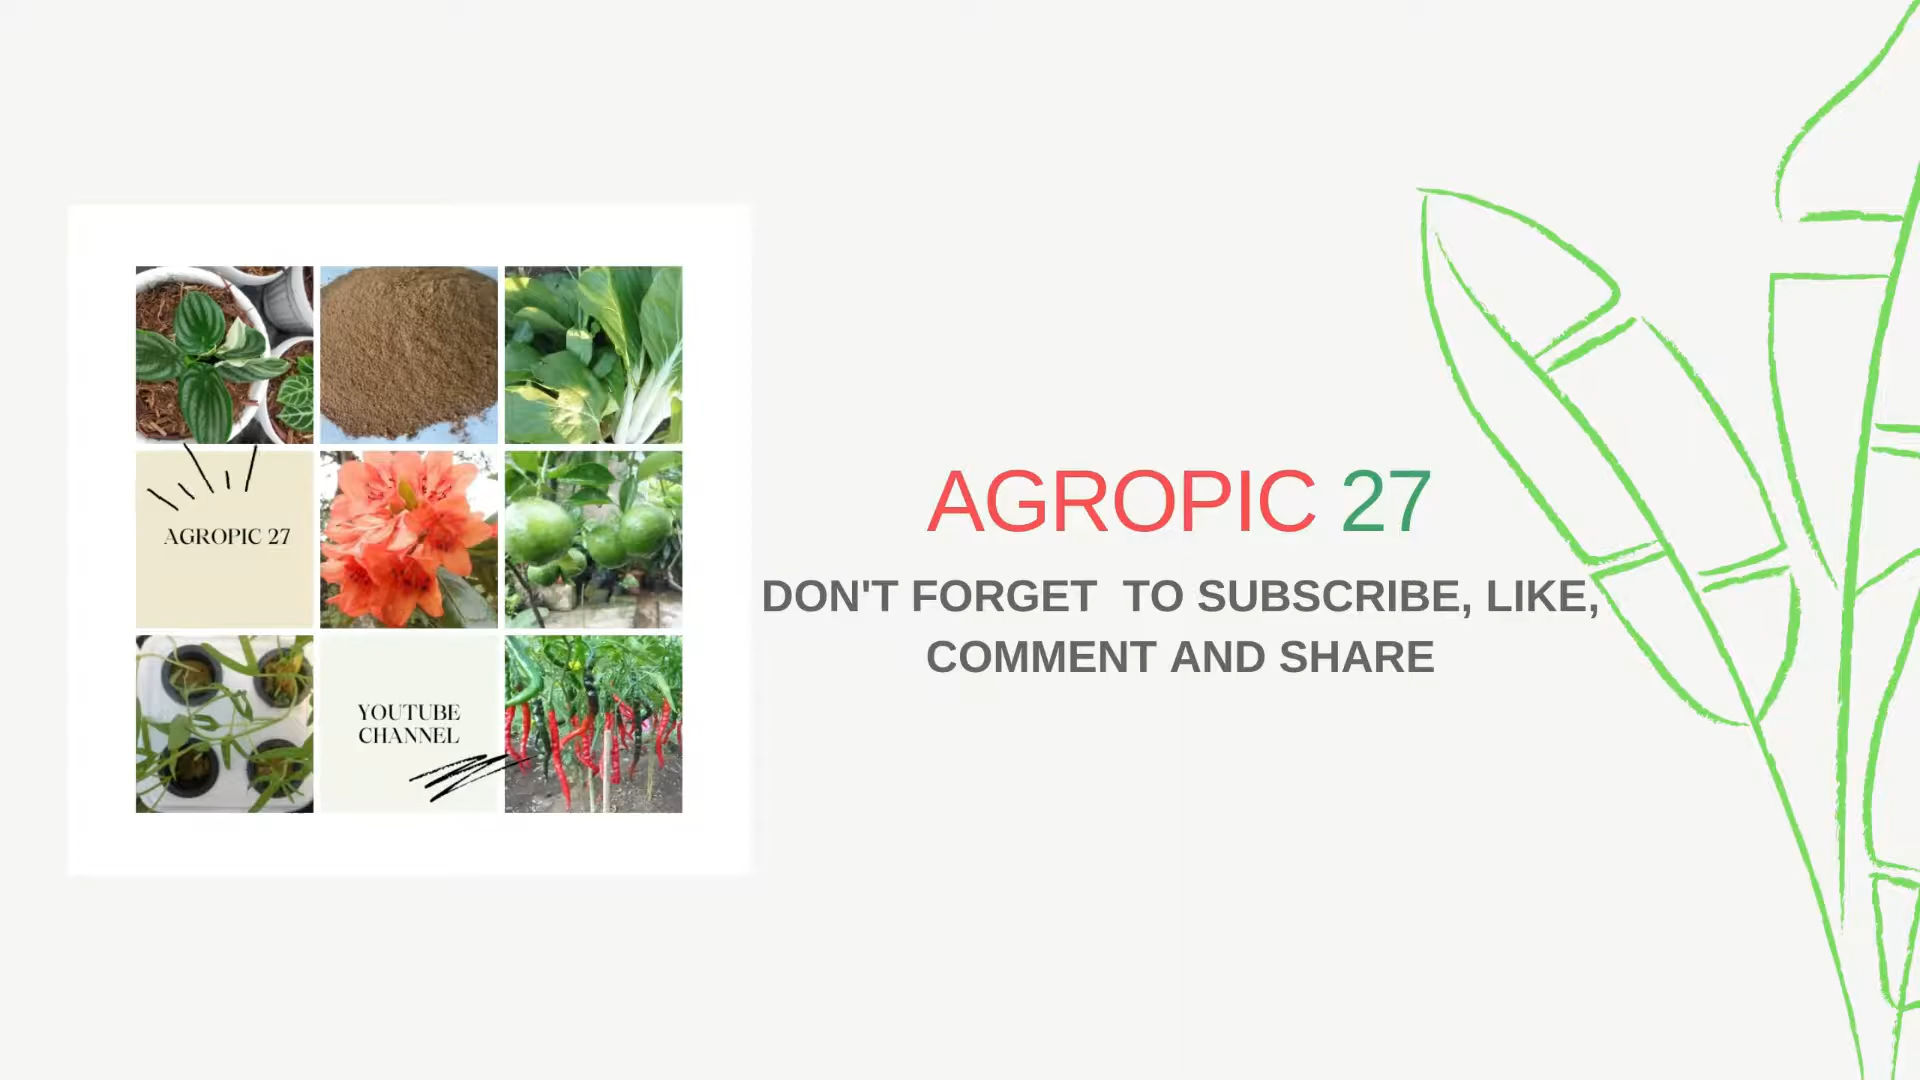 AGROPIC 27
YOUTUBE
CHANNEL
AGROPIC 27
DON'T FORGET  TO SUBSCRIBE, LIKE,
COMMENT AND SHARE